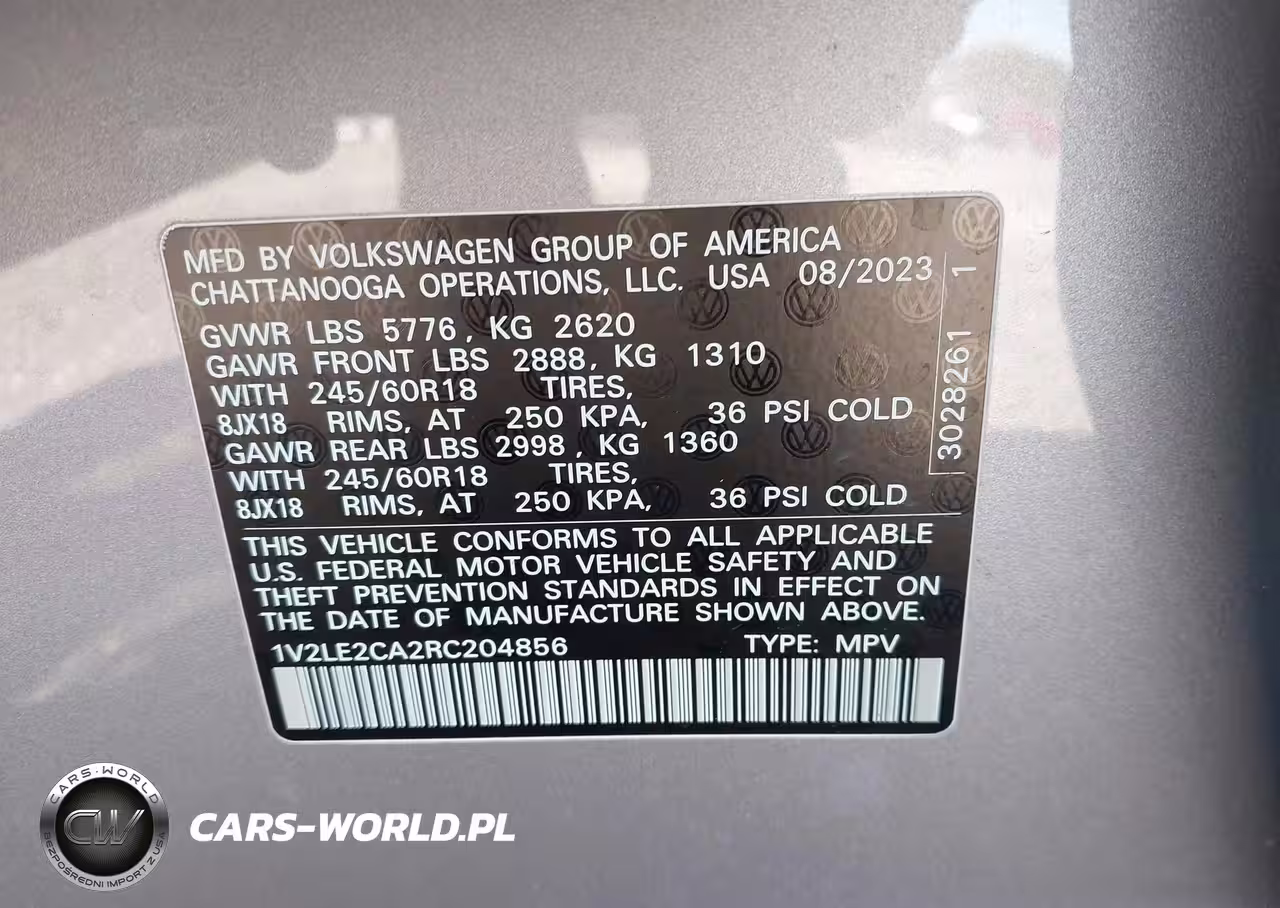 MFD BY VOLKSWAGEN GROUP OF AMERICA
CHATTANOOGA OPERATIONS, LLC. USA 08/2023
GVWR LBS 5776, KG 2620
GAWR FRONT LBS 2888, KG 1310
WITH 245/60R18 TIRES,
8JX18 RIMS, AT 250 KPA, 36 PSI COLD
GAWR REAR LBS 2998, KG 1360
WITH 245/60R18 TIRES,
8JX18 RIMS, AT 250 KPA, 36 PSI COLD
3028261 1
THIS VEHICLE CONFORMS TO ALL APPLICABLE
U.S. FEDERAL MOTOR VEHICLE SAFETY AND
THEFT PREVENTION STANDARDS IN EFFECT ON
THE DATE OF MANUFACTURE SHOWN ABOVE.
1V2LE2CA2RC204856 TYPE: MPV
CARS-WORLD
CW
BEZPOŚREDNI IMPORT Z USA
CARS-WORLD.PL